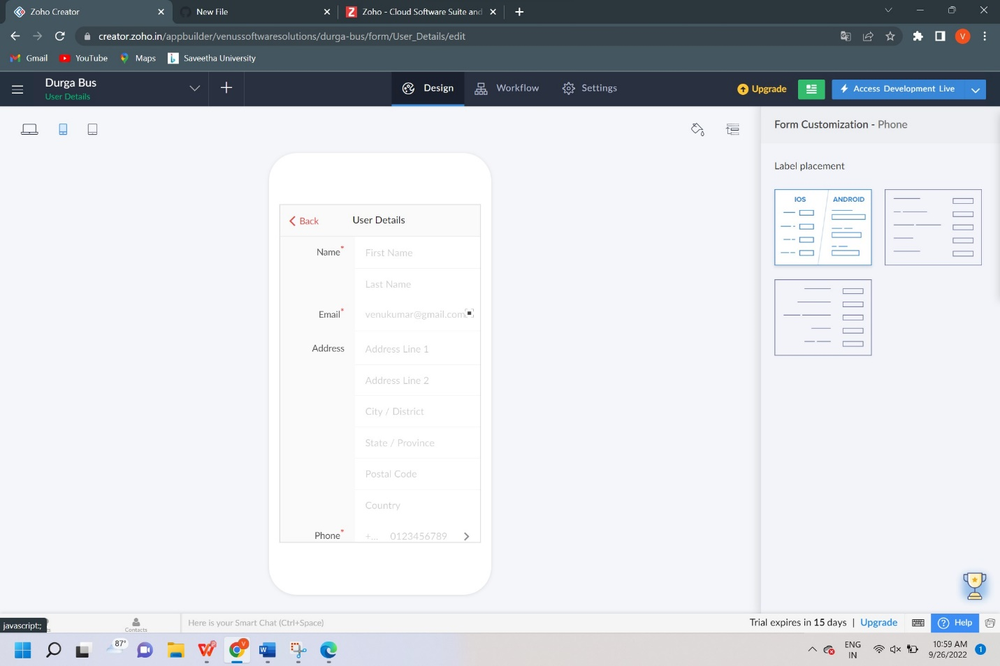 Zoho Creator
New File
Zoho - Cloud Software Suite and
creator.zoho.in/appbuilder/venussoftwaresolutions/durga-bus/form/User_Details/edit
V
Gmail
YouTube
Maps
Saveetha University
Durga Bus
User Details
Design
Workflow
Settings
Upgrade
Access Development Live
Form Customization - Phone
Label placement
IOS
ANDROID
Back
User Details
Name*
First Name
Last Name
Email*
venukumar@gmail.com
Address
Address Line 1
Address Line 2
City / District
State / Province
Postal Code
Country
Phone*
+... 0123456789
javascript:;
Contacts
Here is your Smart Chat (Ctrl+Space)
Trial expires in 15 days | Upgrade
Help
87°
ENG
IN
10:59 AM
9/26/2022
1